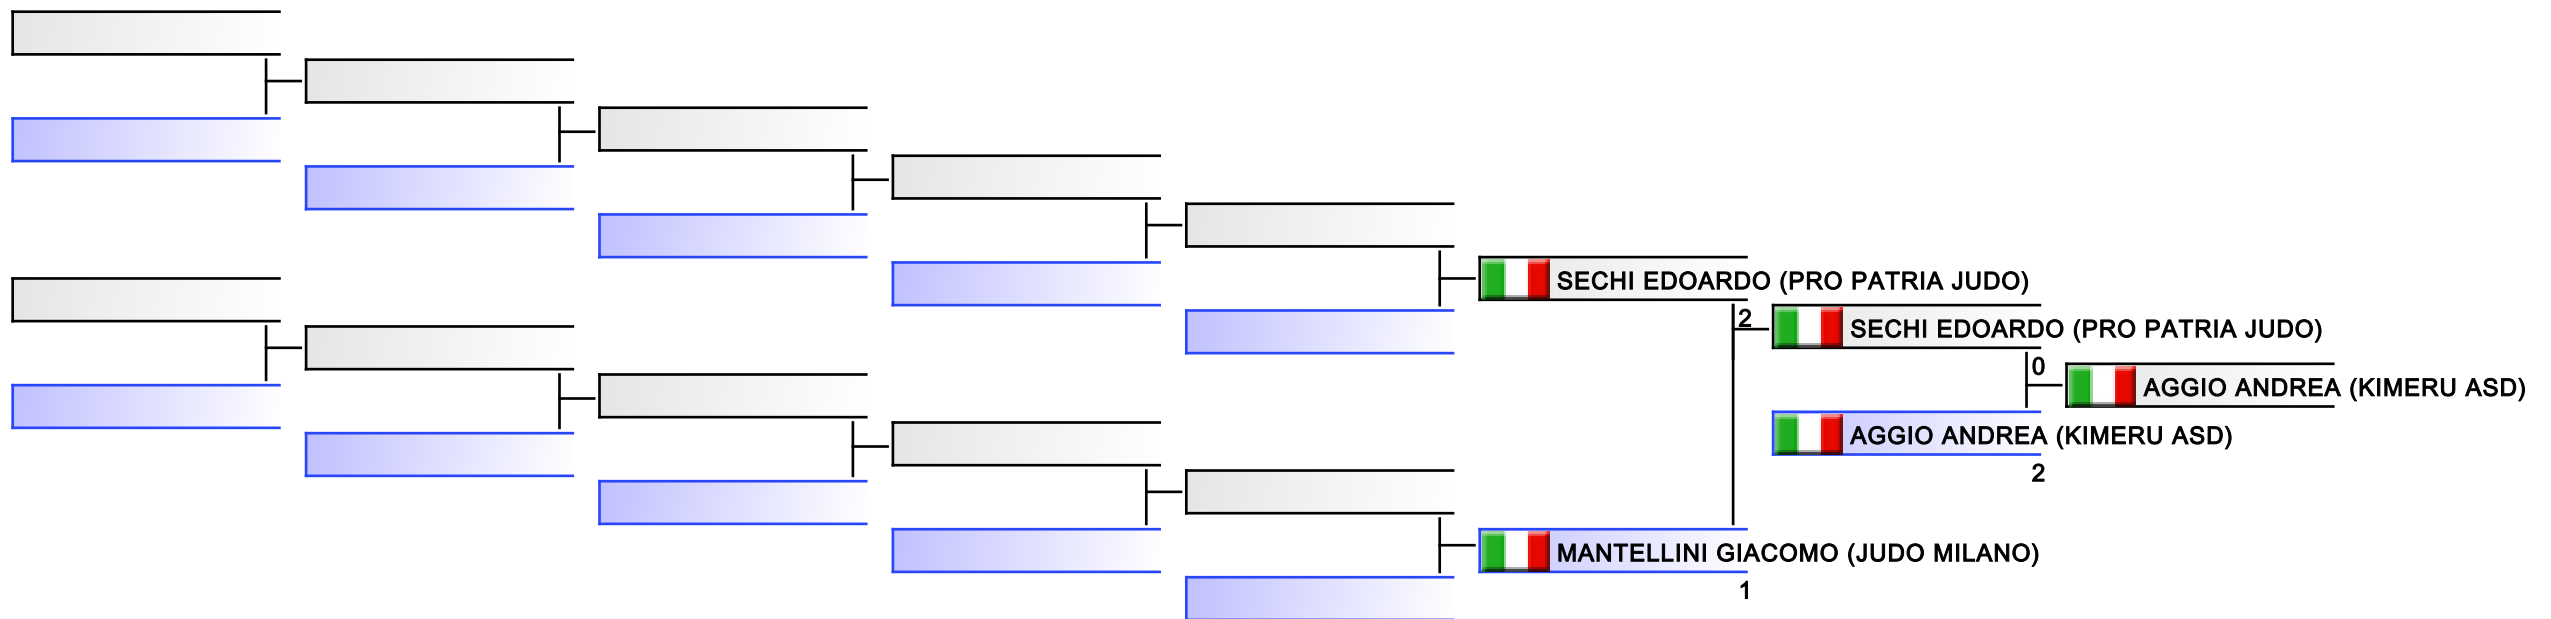 SECHI EDOARDO (PRO PATRIA JUDO)
2
SECHI EDOARDO (PRO PATRIA JUDO)
0
AGGIO ANDREA (KIMERU ASD)
AGGIO ANDREA (KIMERU ASD)
2
MANTELLINI GIACOMO (JUDO MILANO)
1